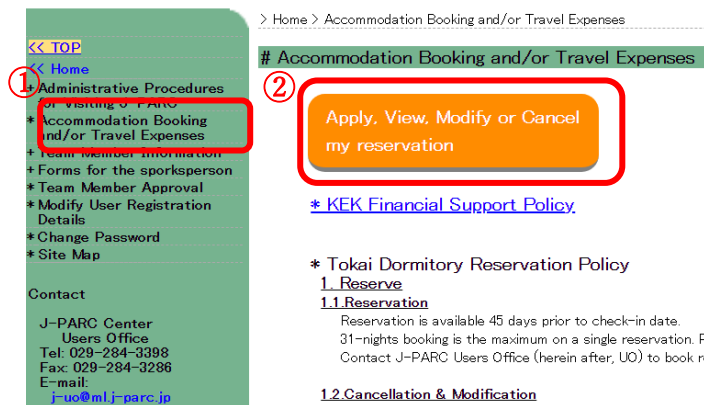 > Home > Accommodation Booking and/or Travel Expenses
<< TOP
<< Home
①
+ Administrative Procedures
for Visiting J-PARC
* Accommodation Booking
and/or Travel Expenses
+ Team Member Information
+ Forms for the sporksperson
* Team Member Approval
* Modify User Registration
Details
* Change Password
* Site Map
Contact
J-PARC Center
Users Office
Tel: 029-284-3398
Fax: 029-284-3286
E-mail:
j-uo@ml.j-parc.jp
# Accommodation Booking and/or Travel Expenses
②
Apply, View, Modify or Cancel
my reservation
* KEK Financial Support Policy
* Tokai Dormitory Reservation Policy
1. Reserve
1.1.Reservation
Reservation is available 45 days prior to check-in date.
31-nights booking is the maximum on a single reservation.
Contact J-PARC Users Office (herein after, UO) to book
1.2.Cancellation & Modification